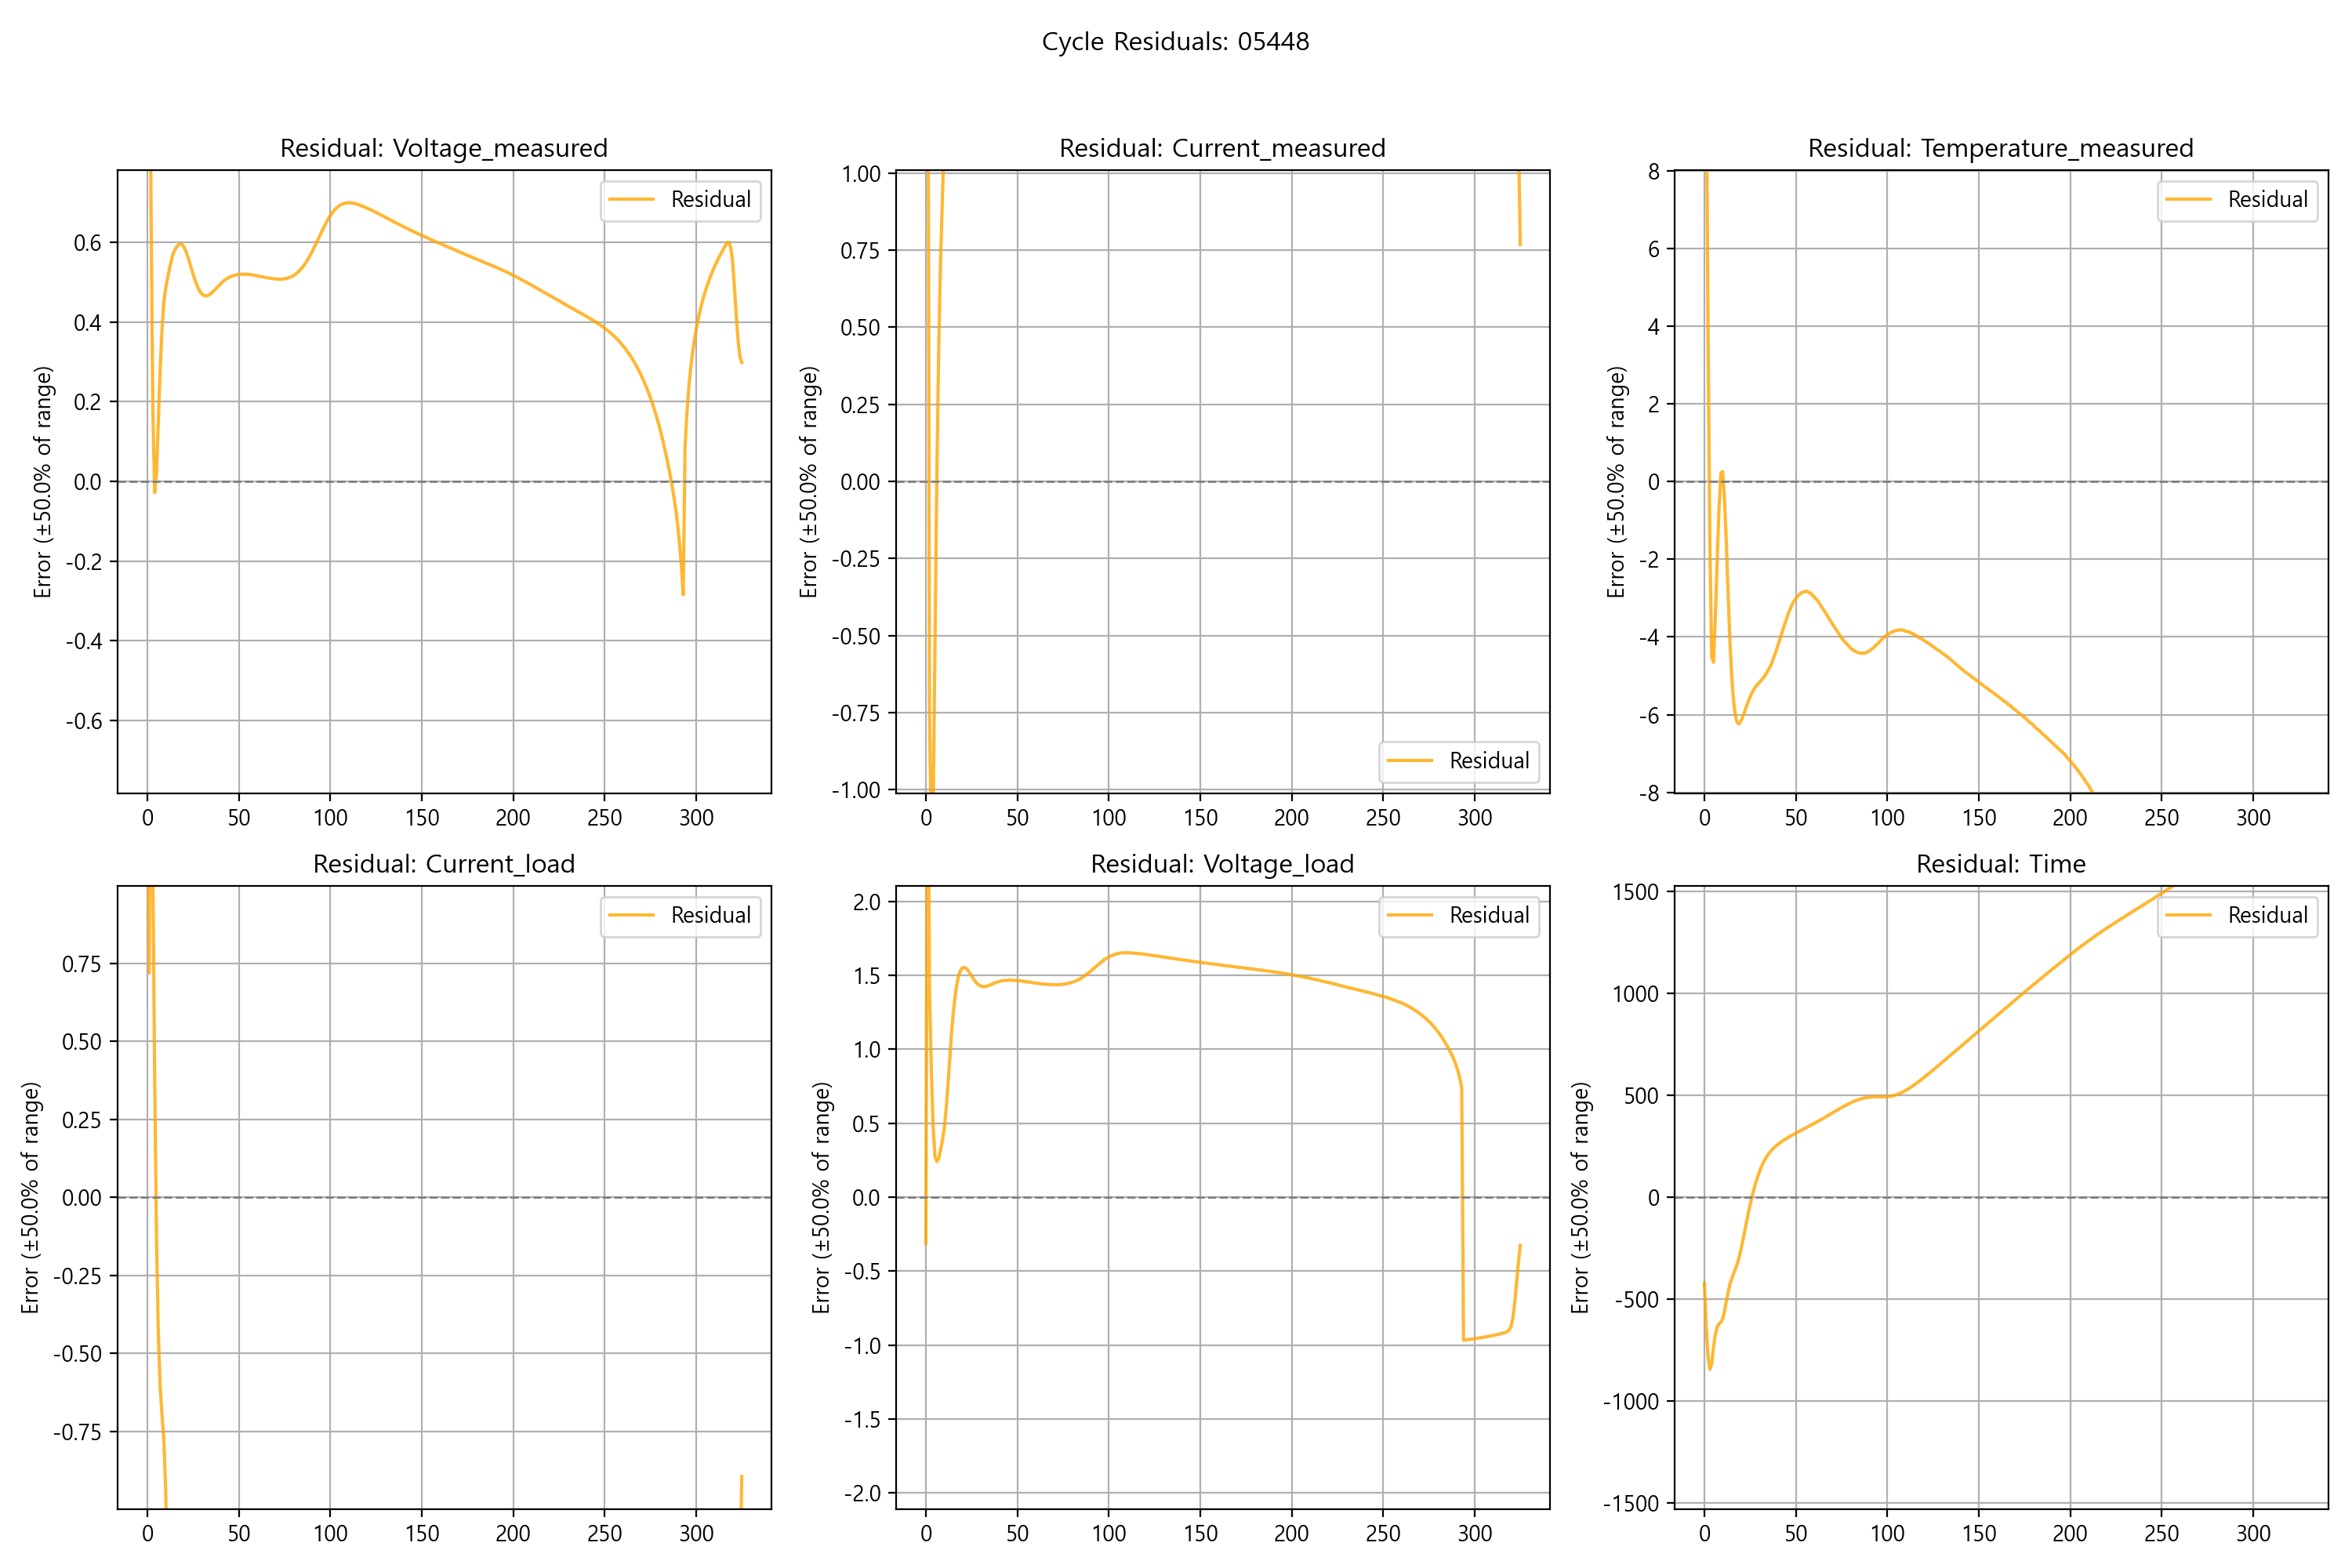 Cycle Residuals: 05448
Residual: Voltage_measured
Error (±50.0% of range)
0.6
0.4
0.2
0.0
-0.2
-0.4
-0.6
0 50 100 150 200 250 300
Residual
Residual: Current_measured
Error (±50.0% of range)
1.00
0.75
0.50
0.25
0.00
-0.25
-0.50
-0.75
-1.00
0 50 100 150 200 250 300
Residual
Residual: Temperature_measured
Error (±50.0% of range)
8
6
4
2
0
-2
-4
-6
-8
0 50 100 150 200 250 300
Residual
Residual: Current_load
Error (±50.0% of range)
0.75
0.50
0.25
0.00
-0.25
-0.50
-0.75
0 50 100 150 200 250 300
Residual
Residual: Voltage_load
Error (±50.0% of range)
2.0
1.5
1.0
0.5
0.0
-0.5
-1.0
-1.5
-2.0
0 50 100 150 200 250 300
Residual
Residual: Time
Error (±50.0% of range)
1500
1000
500
0
-500
-1000
-1500
0 50 100 150 200 250 300
Residual